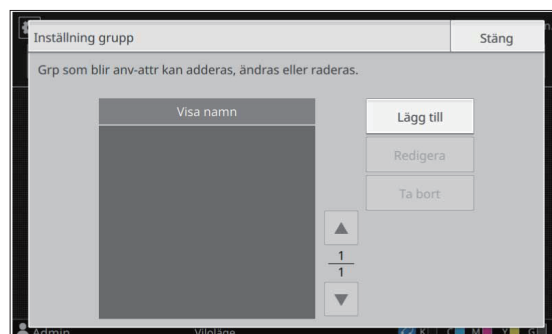 Inställning grupp
Stäng
Grp som blir anv-attr kan adderas, ändras eller raderas.
Visa namn
Lägg till
Redigera
Ta bort
1
1
Admin
Viloläge
K
C
M
Y